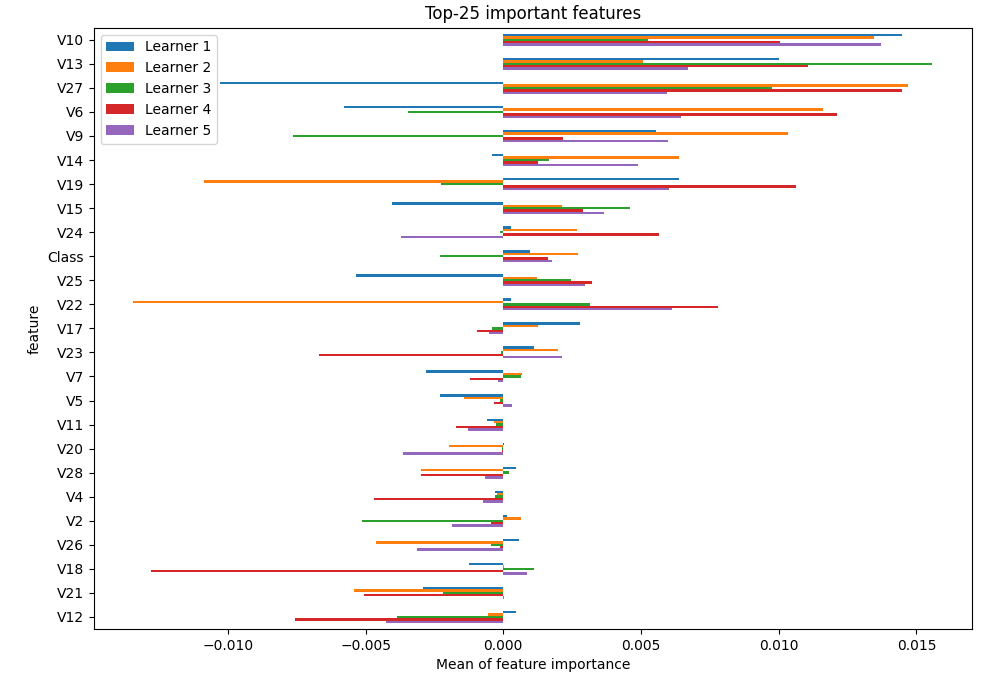 Top-25 important features
Learner 1
Learner 2
Learner 3
Learner 4
Learner 5
V10
V13
V27
V6
V9
V14
V19
V15
V24
Class
V25
V22
V17
V23
V7
V5
V11
V20
V28
V4
V2
V26
V18
V21
V12
feature
−0.010
−0.005
0.000
0.005
0.010
0.015
Mean of feature importance